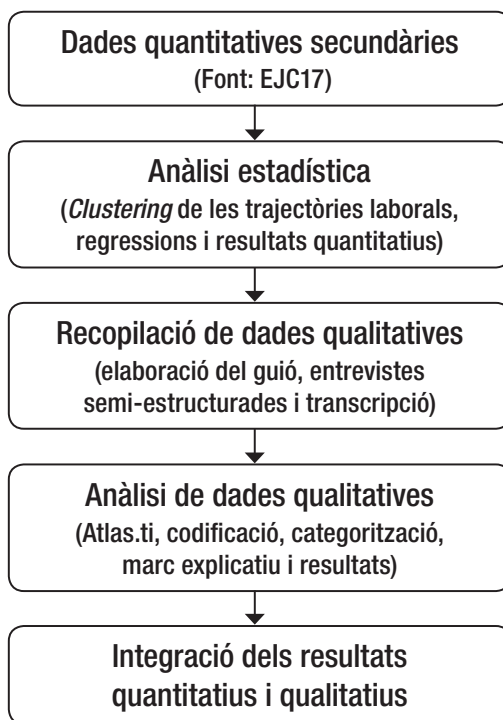 Dades quantitatives secundàries
(Font: EJC17)
Anàlisi estadística
(Clustering de les trajectòries laborals,
regressions i resultats quantitatius)
Recopilació de dades qualitatives
(elaboració del guió, entrevistes
semi-estructurades i transcripció)
Anàlisi de dades qualitatives
(Atlas.ti, codificació, categorització,
marc explicatiu i resultats)
Integració dels resultats
quantitatius i qualitatius